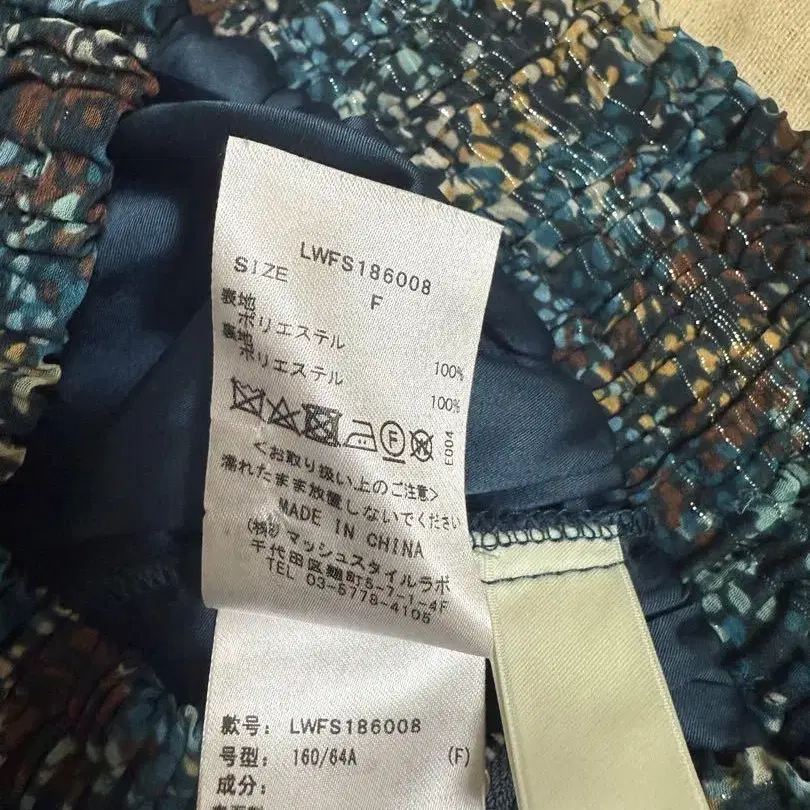 LWFS186008
SIZE F
表地
ポリエステル 100%
裏地
ポリエステル 100%
F
E004
<お取り扱い上のご注意>
濡れたまま放置しないでください
MADE IN CHINA
(株)マッシュスタイルラボ
千代田区麹町5-7-1-4F
TEL 03-5778-4105
款号: LWFS186008
号型: 160/64A (F)
成分: